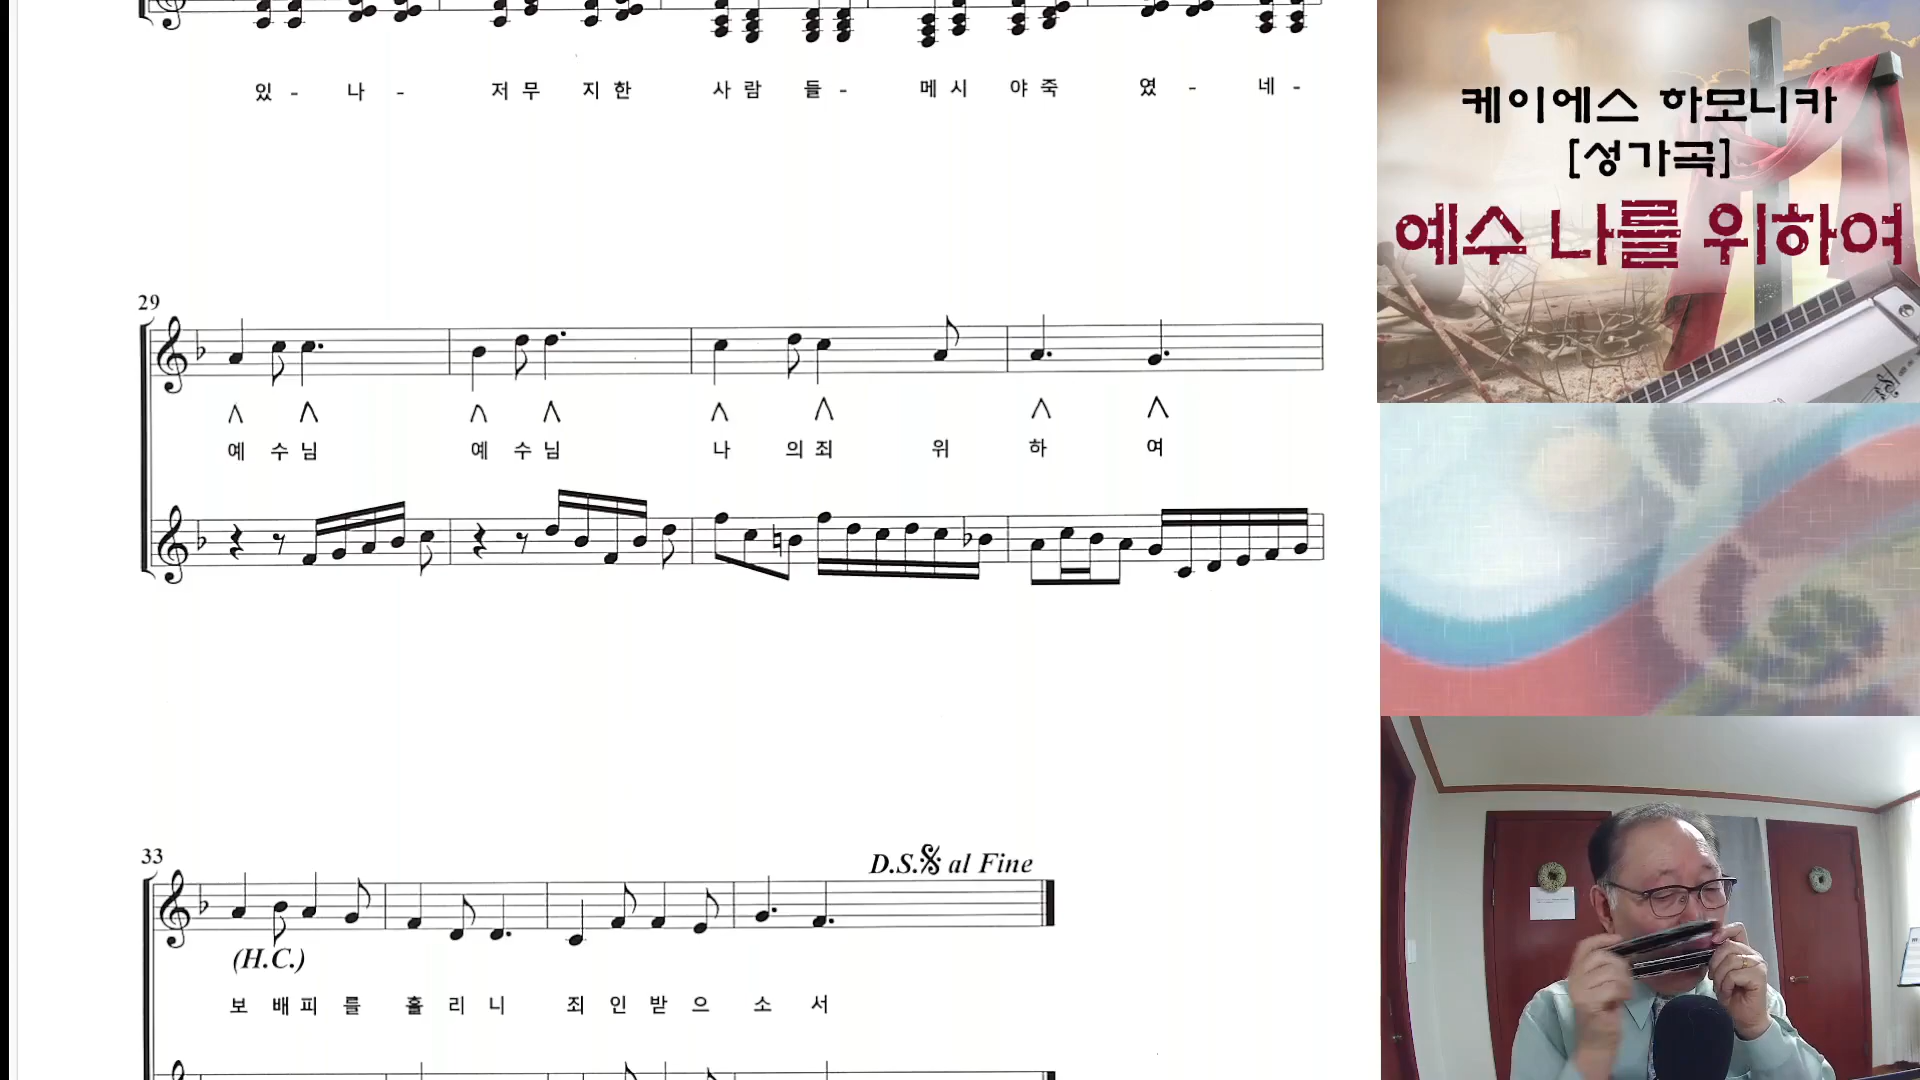 있 - 나 - 저 무 지 한 사 람 들 - 메 시 야 죽 였 - 네 -
케이에스 하모니카
[성가곡]
예수 나를 위하여
29
예 수 님 예 수 님 나 의 죄 위 하 여
33
D.S. al Fine
(H.C.)
보 배 피 를 흘 리 니 죄 인 받 으 소 서